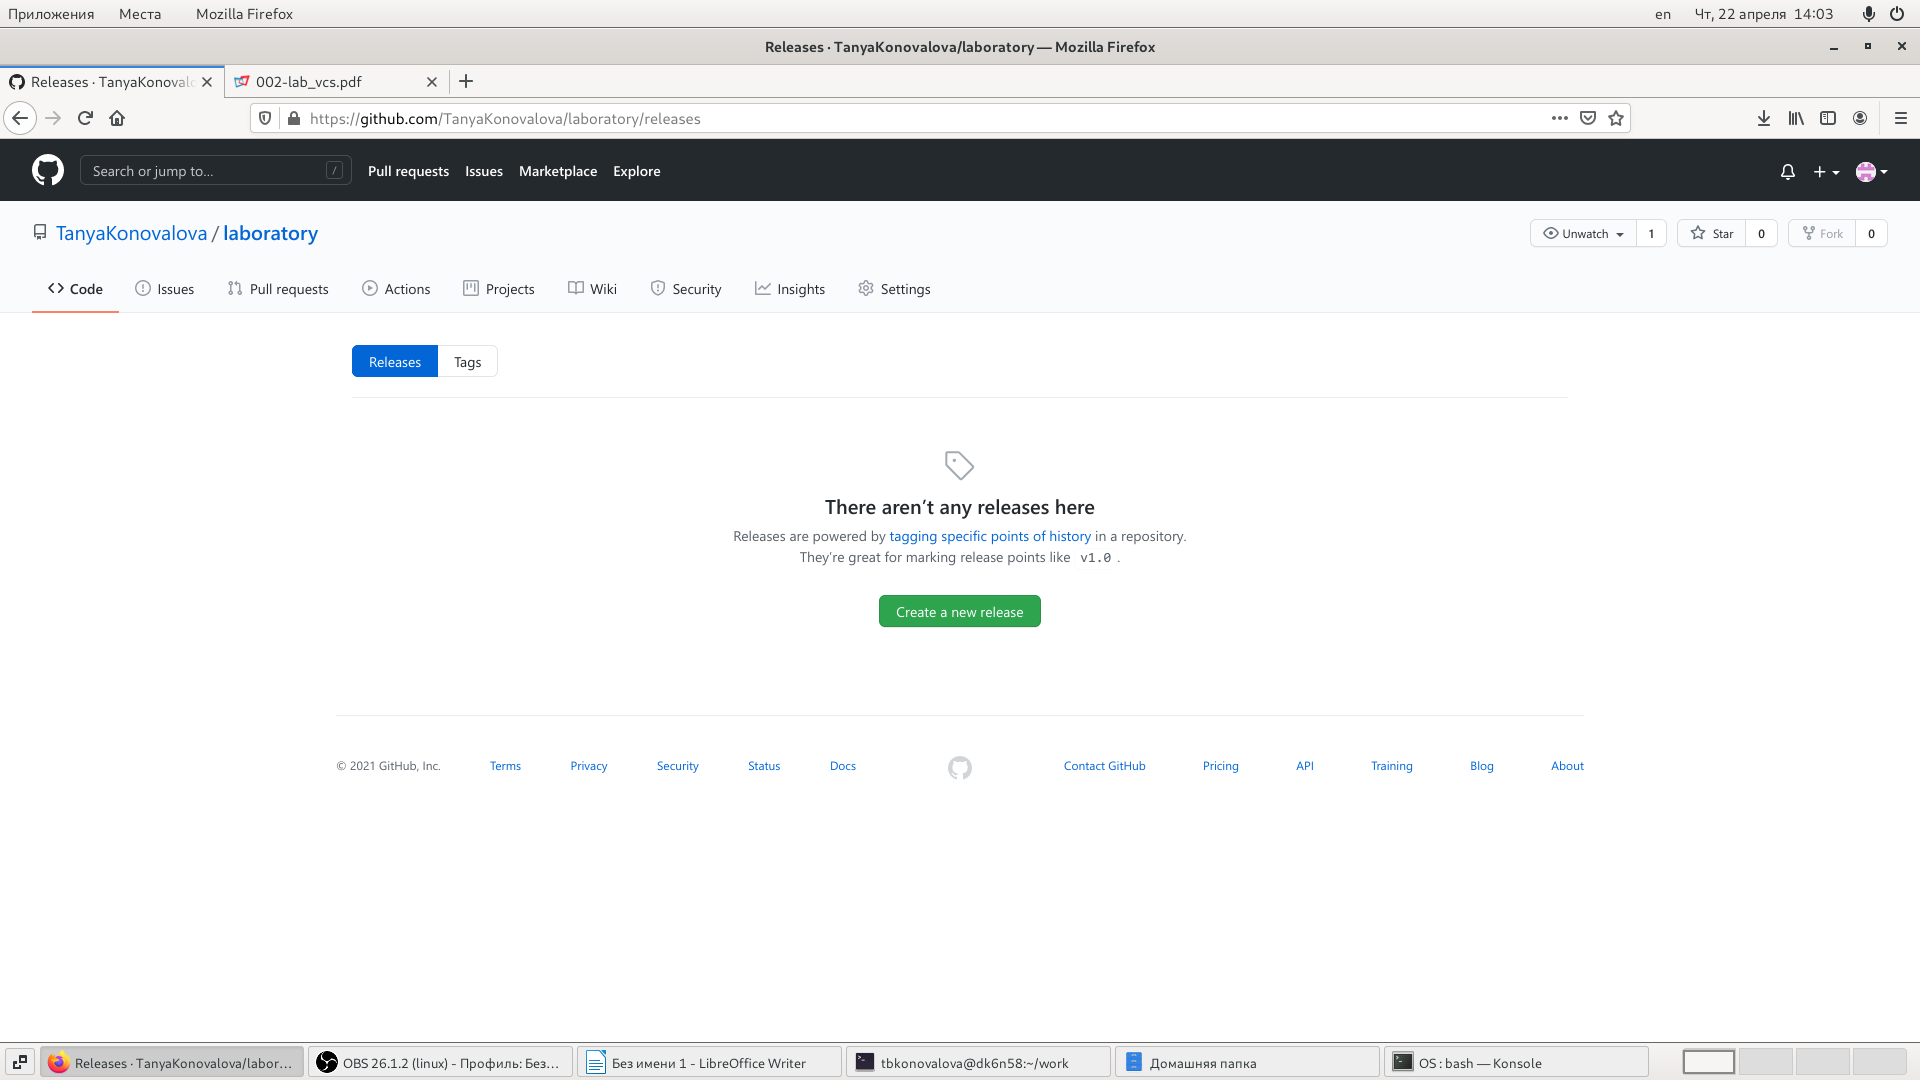 Приложения Места Mozilla Firefox en Чт, 22 апреля 14:03
Releases · TanyaKonovalova/laboratory — Mozilla Firefox
Releases · TanyaKonoval 002-lab_vcs.pdf
https://github.com/TanyaKonovalova/laboratory/releases
Search or jump to... / Pull requests Issues Marketplace Explore
TanyaKonovalova / laboratory Unwatch 1 Star 0 Fork 0
Code Issues Pull requests Actions Projects Wiki Security Insights Settings
Releases Tags
There aren’t any releases here
Releases are powered by tagging specific points of history in a repository.
They’re great for marking release points like v1.0 .
Create a new release
© 2021 GitHub, Inc. Terms Privacy Security Status Docs Contact GitHub Pricing API Training Blog About
Releases · TanyaKonovalova/labor... OBS 26.1.2 (linux) - Профиль: Без... Без имени 1 - LibreOffice Writer tbkonovalova@dk6n58:~/work Домашняя папка OS : bash — Konsole